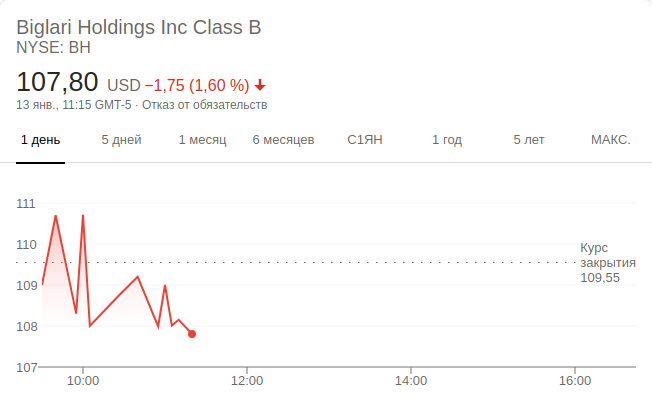 Biglari Holdings Inc Class B
NYSE: BH
107,80 USD −1,75 (1,60 %)
13 янв., 11:15 GMT-5 · Отказ от обязательств
1 день 5 дней 1 месяц 6 месяцев С1ЯН 1 год 5 лет МАКС.
111
110
109
108
107
Курс
закрытия
109,55
10:00 12:00 14:00 16:00